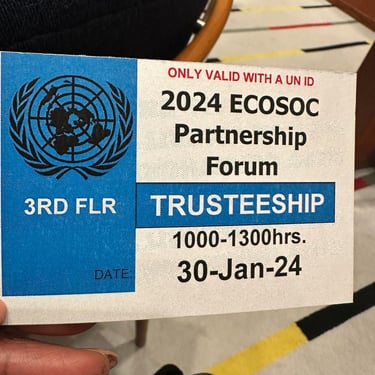 ONLY VALID WITH A UN ID
2024 ECOSOC
Partnership
Forum
3RD FLR
TRUSTEESHIP
1000-1300hrs.
DATE:
30-Jan-24